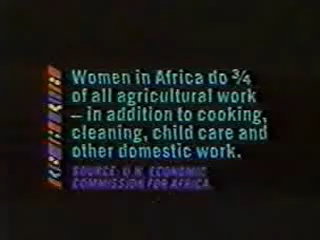 Women in Africa do ¾
of all agricultural work
– in addition to cooking,
cleaning, child care and
other domestic work.
SOURCE: U.N. ECONOMIC
COMMISSION FOR AFRICA